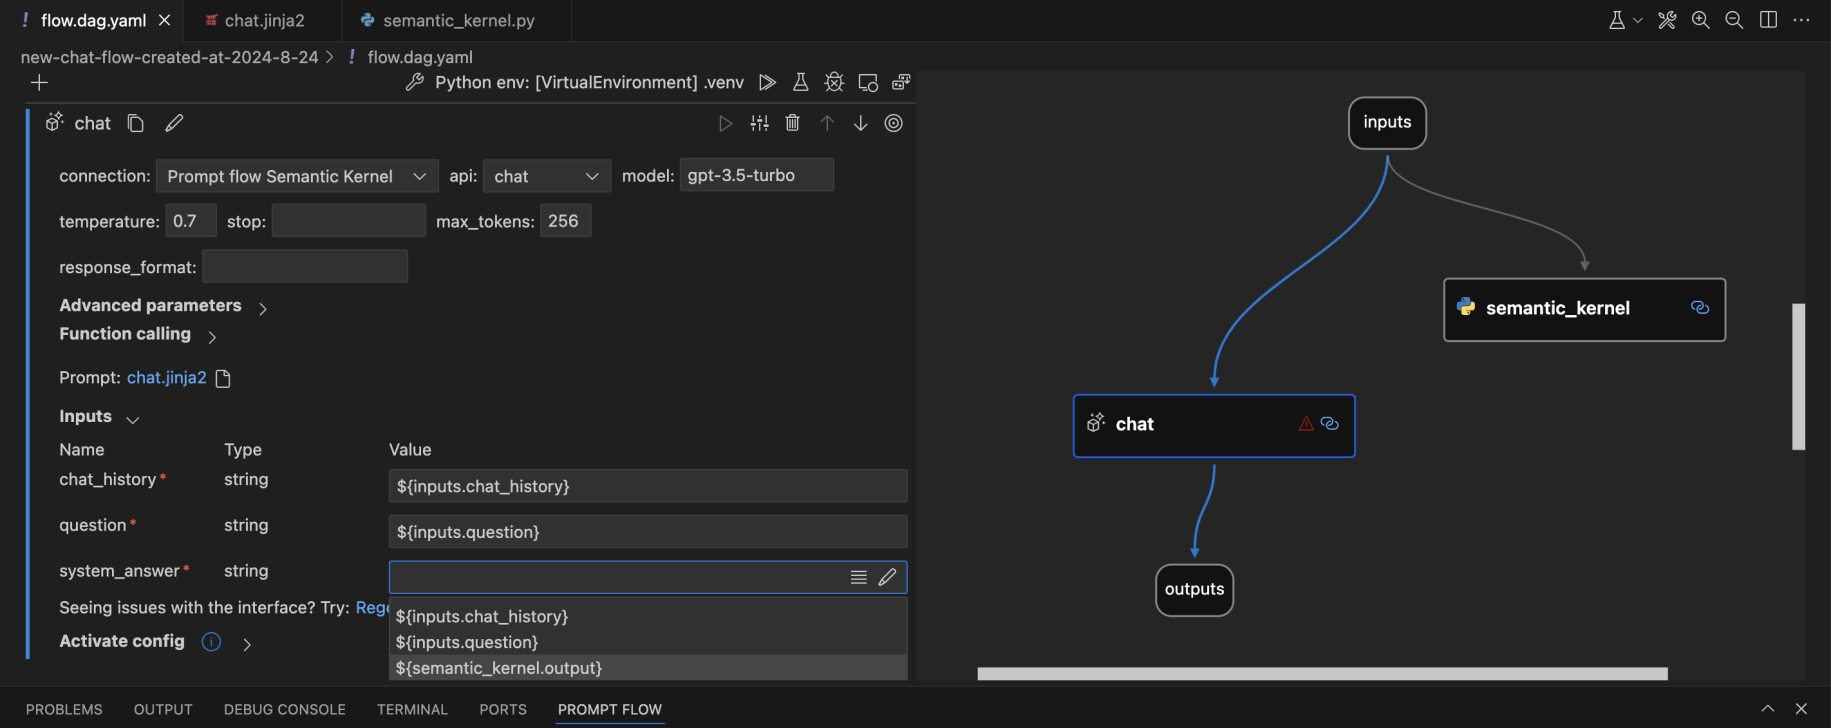 ! flow.dag.yaml chat.jinja2 semantic_kernel.py
new-chat-flow-created-at-2024-8-24 > ! flow.dag.yaml
Python env: [VirtualEnvironment] .venv
chat
connection: Prompt flow Semantic Kernel api: chat model: gpt-3.5-turbo
temperature: 0.7 stop: max_tokens: 256
response_format:
Advanced parameters
Function calling
Prompt: chat.jinja2
Inputs
Name Type Value
chat_history* string ${inputs.chat_history}
question* string ${inputs.question}
system_answer* string
Seeing issues with the interface? Try: Rege
${inputs.chat_history}
${inputs.question}
${semantic_kernel.output}
Activate config
inputs
semantic_kernel
chat
outputs
PROBLEMS OUTPUT DEBUG CONSOLE TERMINAL PORTS PROMPT FLOW